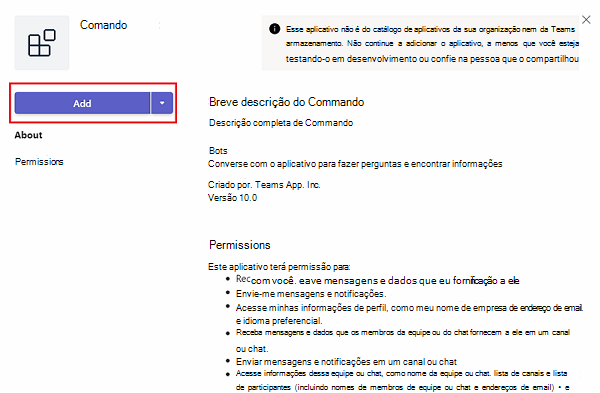 Comando
Esse aplicativo não é do catálogo de aplicativos da sua organização nem da Teams
armazenamento. Não continue a adicionar o aplicativo, a menos que você esteja
testando-o em desenvolvimento ou confie na pessoa que o compartilhou
Add
About
Permissions
Breve descrição do Commando
Descrição completa de Commando
Bots
Converse com o aplicativo para fazer perguntas e encontrar informações
Criado por. Teams App. Inc.
Versão 10.0
Permissions
Este aplicativo terá permissão para:
• Rec com você. eave mensagens e dados que eu a ele
• Envie-me mensagens e notificações.
• Acesse minhas informações de perfil, como meu nome de empresa de endereço de email
e idioma preferencial.
• Receba mensagens e dados que os membros da equipe ou do chat fornecem a ele em um canal
ou chat.
• Enviar mensagens e notificações em um canal ou chat
• Acesse informações dessa equipe ou chat, como nome da equipe ou chat. lista de canais e lista
de participantes (incluindo nomes de membros de equipe ou chat e endereços de email) • e